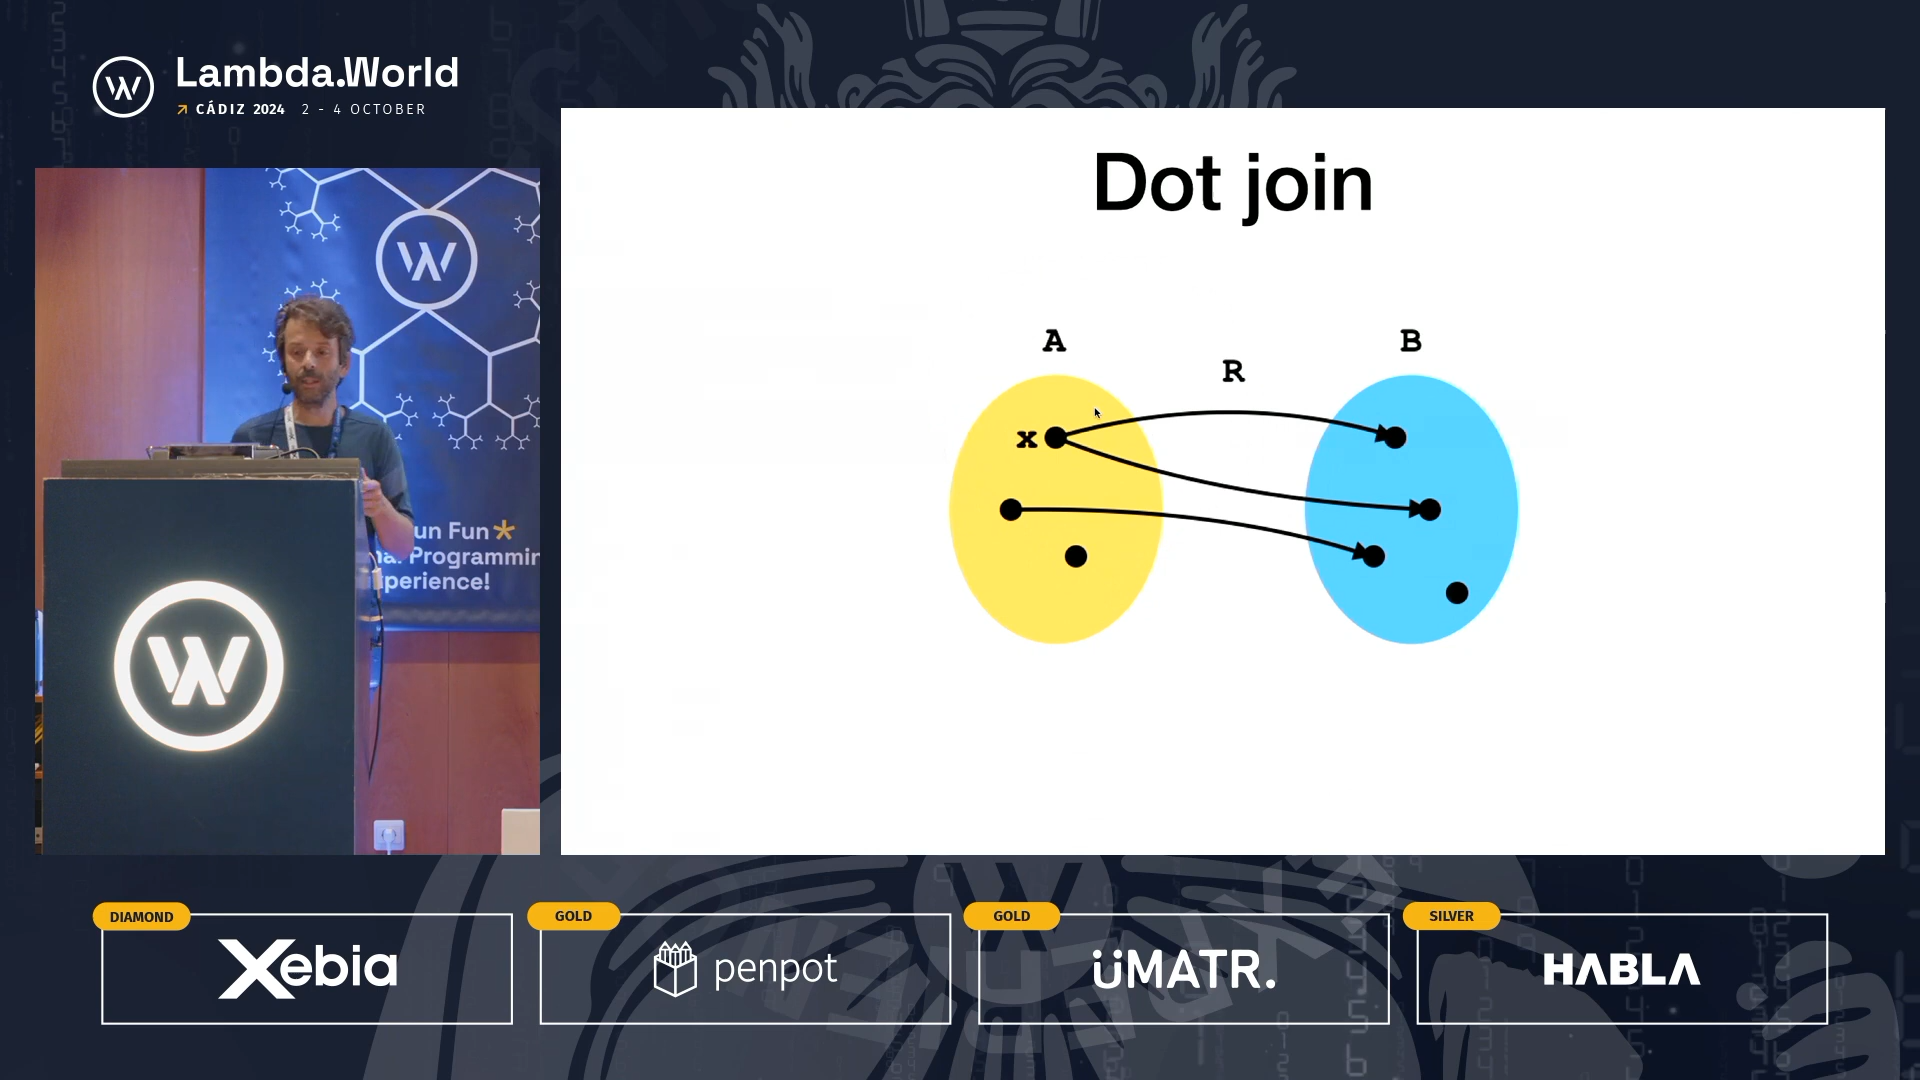 Lambda.World
CÁDIZ 2024 2 - 4 OCTOBER
Dot join
A
B
R
x
un Fun*
Programmin
perience!
DIAMOND
Xebia
GOLD
penpot
GOLD
üMATR.
SILVER
HABLA